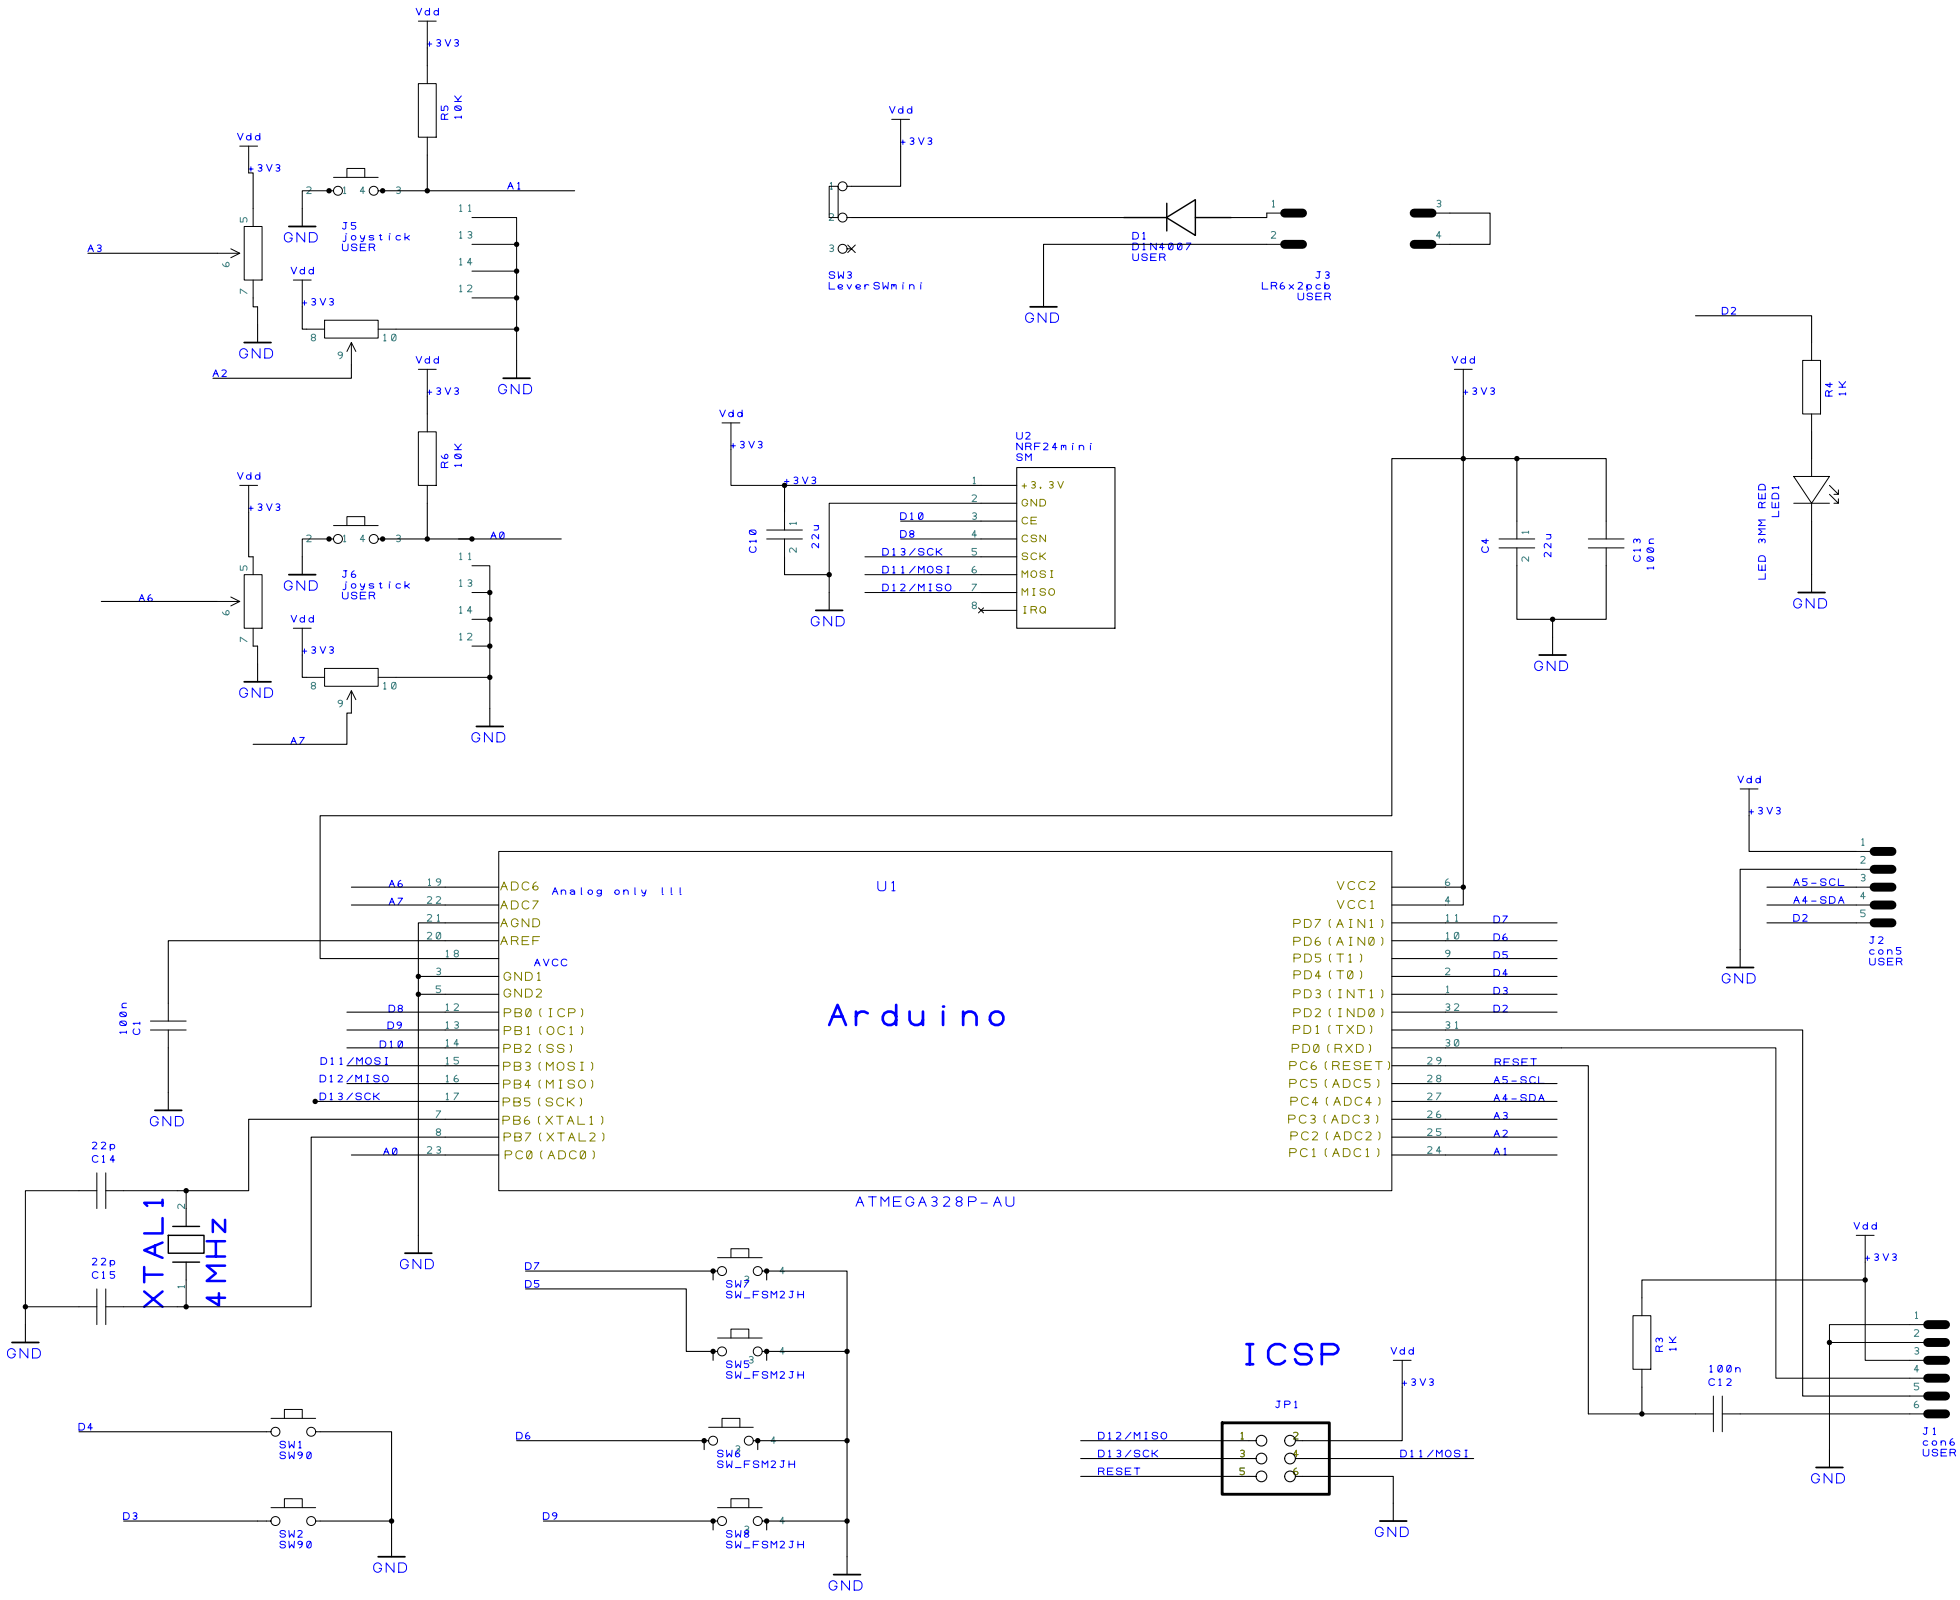 Vdd
+3V3
R5
10K
Vdd
+3V3
2
1
4
3
A1
GND
J5
joystick
USER
11
13
14
12
A3
5
6
7
GND
Vdd
+3V3
8
10
9
A2
GND
Vdd
+3V3
R6
10K
Vdd
+3V3
2
1
4
3
A0
GND
J6
joystick
USER
11
13
14
12
A6
5
6
7
GND
Vdd
+3V3
8
10
9
A7
GND
Vdd
+3V3
1
2
3
SW3
LeverSWmini
D1
D1N4007
USER
1
2
J3
LR6x2pcb
USER
3
4
GND
D2
R4
1K
LED 3MM RED
LED1
GND
Vdd
+3V3
+3V3
C10
22u
1
2
GND
U2
NRF24mini
SM
1
+3.3V
2
GND
D10
3
CE
D8
4
CSN
D13/SCK
5
SCK
D11/MOSI
6
MOSI
D12/MISO
7
MISO
8
IRQ
Vdd
+3V3
C4
1
2
22u
C13
100n
GND
Vdd
+3V3
1
2
A5-SCL
3
A4-SDA
4
D2
5
J2
con5
USER
GND
U1
Arduino
ATMEGA328P-AU
A6
19
ADC6
Analog only !!!
A7
22
ADC7
21
AGND
20
AREF
18
AVCC
3
GND1
5
GND2
D8
12
PB0(ICP)
D9
13
PB1(OC1)
D10
14
PB2(SS)
D11/MOSI
15
PB3(MOSI)
D12/MISO
16
PB4(MISO)
D13/SCK
17
PB5(SCK)
7
PB6(XTAL1)
8
PB7(XTAL2)
A0
23
PC0(ADC0)
VCC2
6
VCC1
4
PD7(AIN1)
11
D7
PD6(AIN0)
10
D6
PD5(T1)
9
D5
PD4(T0)
2
D4
PD3(INT1)
1
D3
PD2(IND0)
32
D2
PD1(TXD)
31
PD0(RXD)
30
PC6(RESET)
29
RESET
PC5(ADC5)
28
A5-SCL
PC4(ADC4)
27
A4-SDA
PC3(ADC3)
26
A3
PC2(ADC2)
25
A2
PC1(ADC1)
24
A1
100n
C1
GND
22p
C14
22p
C15
XTAL1
4MHz
2
1
GND
GND
D7
SW7
SW_FSM2JH
3
4
D5
SW5
SW_FSM2JH
3
4
D6
SW6
SW_FSM2JH
3
4
D9
SW8
SW_FSM2JH
3
4
GND
D4
SW1
SW90
D3
SW2
SW90
GND
ICSP
Vdd
+3V3
JP1
D12/MISO
1
2
D13/SCK
3
4
D11/MOSI
RESET
5
6
GND
Vdd
+3V3
R3
1K
100n
C12
1
2
3
4
5
6
J1
con6
USER
GND